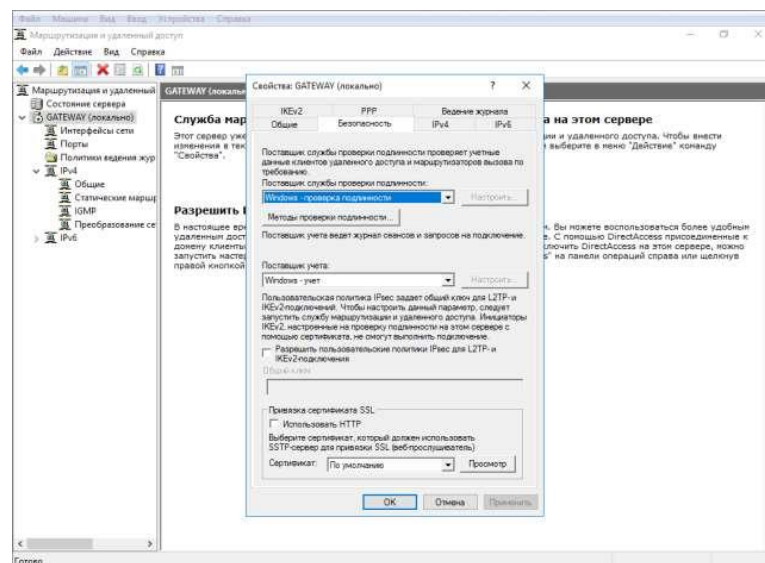 Файл Машина Вид Ввод Устройства Справка
Маршрутизация и удаленный доступ
Файл Действие Вид Справка
Маршрутизация и удаленный
Состояние сервера
GATEWAY (локально)
Интерфейсы сети
Порты
Политики ведения жур
IPv4
Общие
Статические маршр
IGMP
Преобразование се
IPv6
GATEWAY (локальн
Служба мар
а на этом сервере
Этот сервер уже
ии и удаленного доступа. Чтобы внести
изменения в тек
выберите в меню "Действие" команду
"Свойства".
Разрешить
В настоящее вре
и. Вы можете воспользоваться более удобным
удаленным дост
. С помощью DirectAccess присоединенные к
домену клиенты
лючить DirectAccess на этом сервере, можно
запустить мастер
s" на панели операций справа или щелкнув
правой кнопкой
Свойства: GATEWAY (локально)
IKEv2 PPP Ведение журнала
Общие Безопасность IPv4 IPv6
Поставщик службы проверки подлинности проверяет учетные
данные клиентов удаленного доступа и маршрутизаторов вызова по
требованию.
Поставщик службы проверки подлинности:
Windows - проверка подлинности Настроить...
Методы проверки подлинности...
Поставщик учета ведет журнал сеансов и запросов на подключение.
Поставщик учета:
Windows - учет Настроить...
Пользовательская политика IPsec задает общий ключ для L2TP- и
IKEv2-подключений. Чтобы настроить данный параметр, следует
запустить службу маршрутизации и удаленного доступа. Инициаторы
IKEv2, настроенные на проверку подлинности на этом сервере с
помощью сертификата, не смогут выполнить подключение.
Разрешить пользовательские политики IPsec для L2TP- и
IKEv2-подключения
Общий ключ
Привязка сертификата SSL
Использовать HTTP
Выберите сертификат, который должен использовать
SSTP-сервер для привязки SSL (веб-прослушиватель)
Сертификат: По умолчанию Просмотр
OK Отмена Применить
Готово